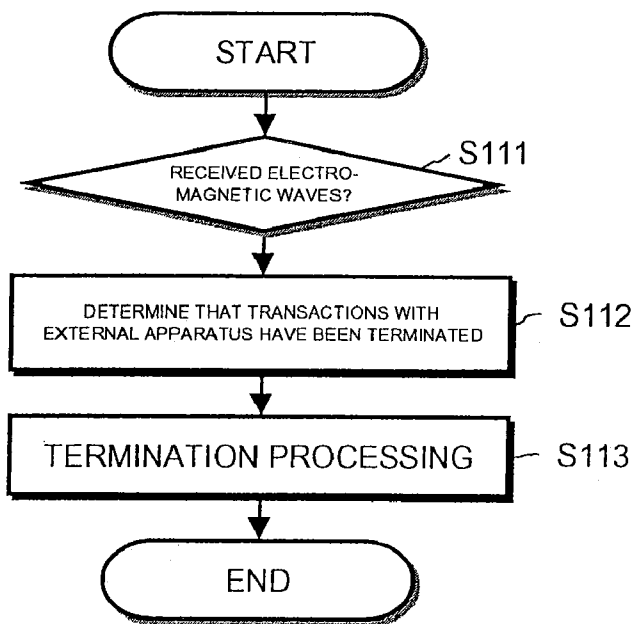 START
RECEIVED ELECTRO-
MAGNETIC WAVES?
S111
DETERMINE THAT TRANSACTIONS WITH
EXTERNAL APPARATUS HAVE BEEN TERMINATED
S112
TERMINATION PROCESSING
S113
END